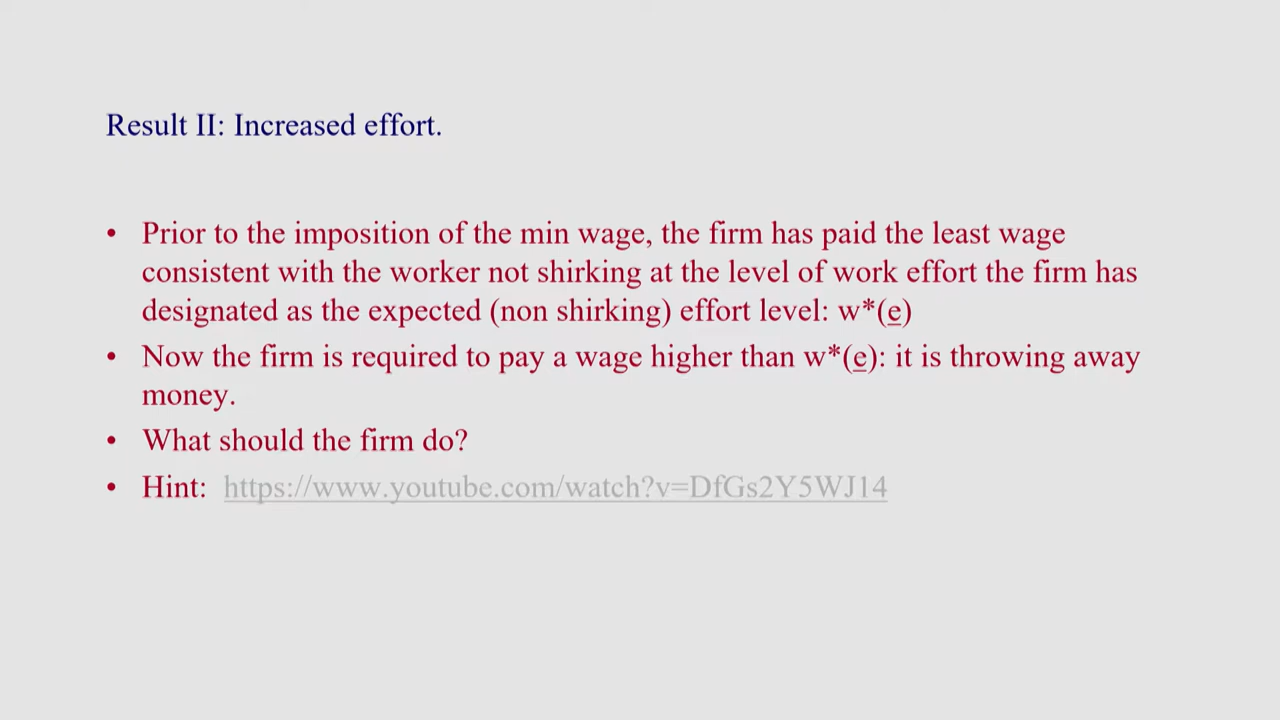 Result II: Increased effort.
• Prior to the imposition of the min wage, the firm has paid the least wage
consistent with the worker not shirking at the level of work effort the firm has
designated as the expected (non shirking) effort level: w*(e)
• Now the firm is required to pay a wage higher than w*(e): it is throwing away
money.
• What should the firm do?
• Hint: https://www.youtube.com/watch?v=DfGs2Y5WJ14